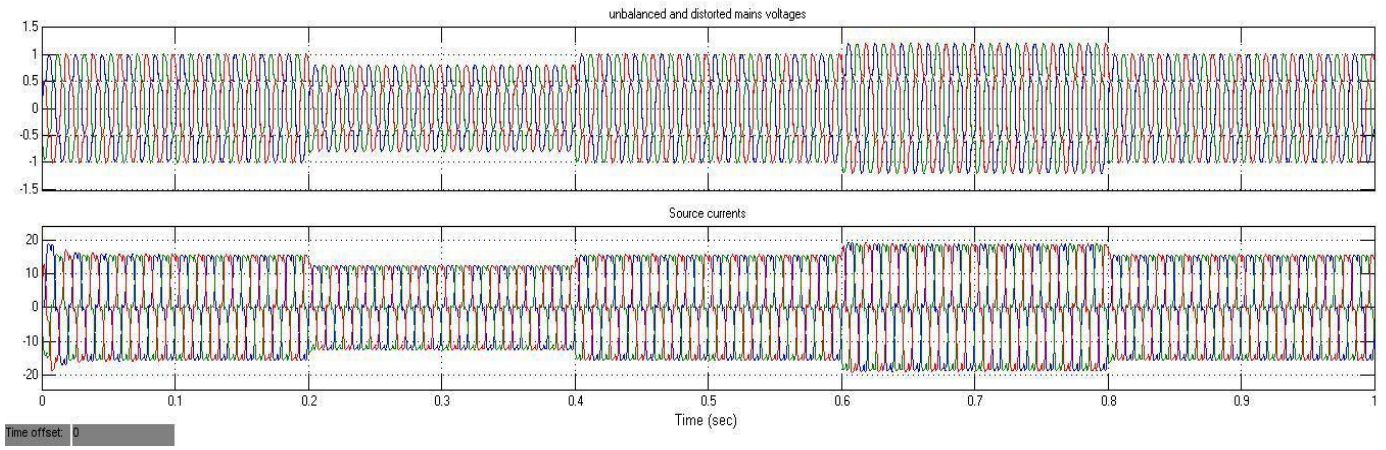 unbalanced and distorted mains voltages
1.5
1
0.5
0
-0.5
-1
-1.5
Source currents
20
10
0
-10
-20
0 0.1 0.2 0.3 0.4 0.5 0.6 0.7 0.8 0.9 1
Time (sec)
Time offset: 0